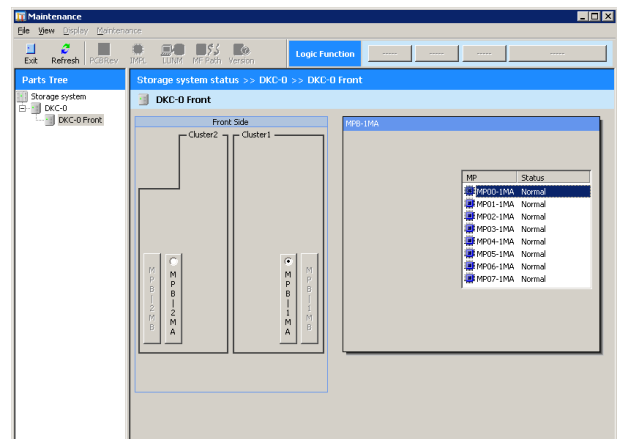 Maintenance
File View Display Maintenance
Exit Refresh PCBRev IMPL LUNM MF Path Version Logic Function ----- ----- ----- -----
Parts Tree
Storage system status >> DKC-0 >> DKC-0 Front
Storage system
DKC-0
DKC-0 Front
DKC-0 Front
Front Side
Cluster2 Cluster1
MPB-2MB
MPB-2MA
MPB-1MA
MPB-1MB
MPB-1MA
MP Status
MP00-1MA Normal
MP01-1MA Normal
MP02-1MA Normal
MP03-1MA Normal
MP04-1MA Normal
MP05-1MA Normal
MP06-1MA Normal
MP07-1MA Normal